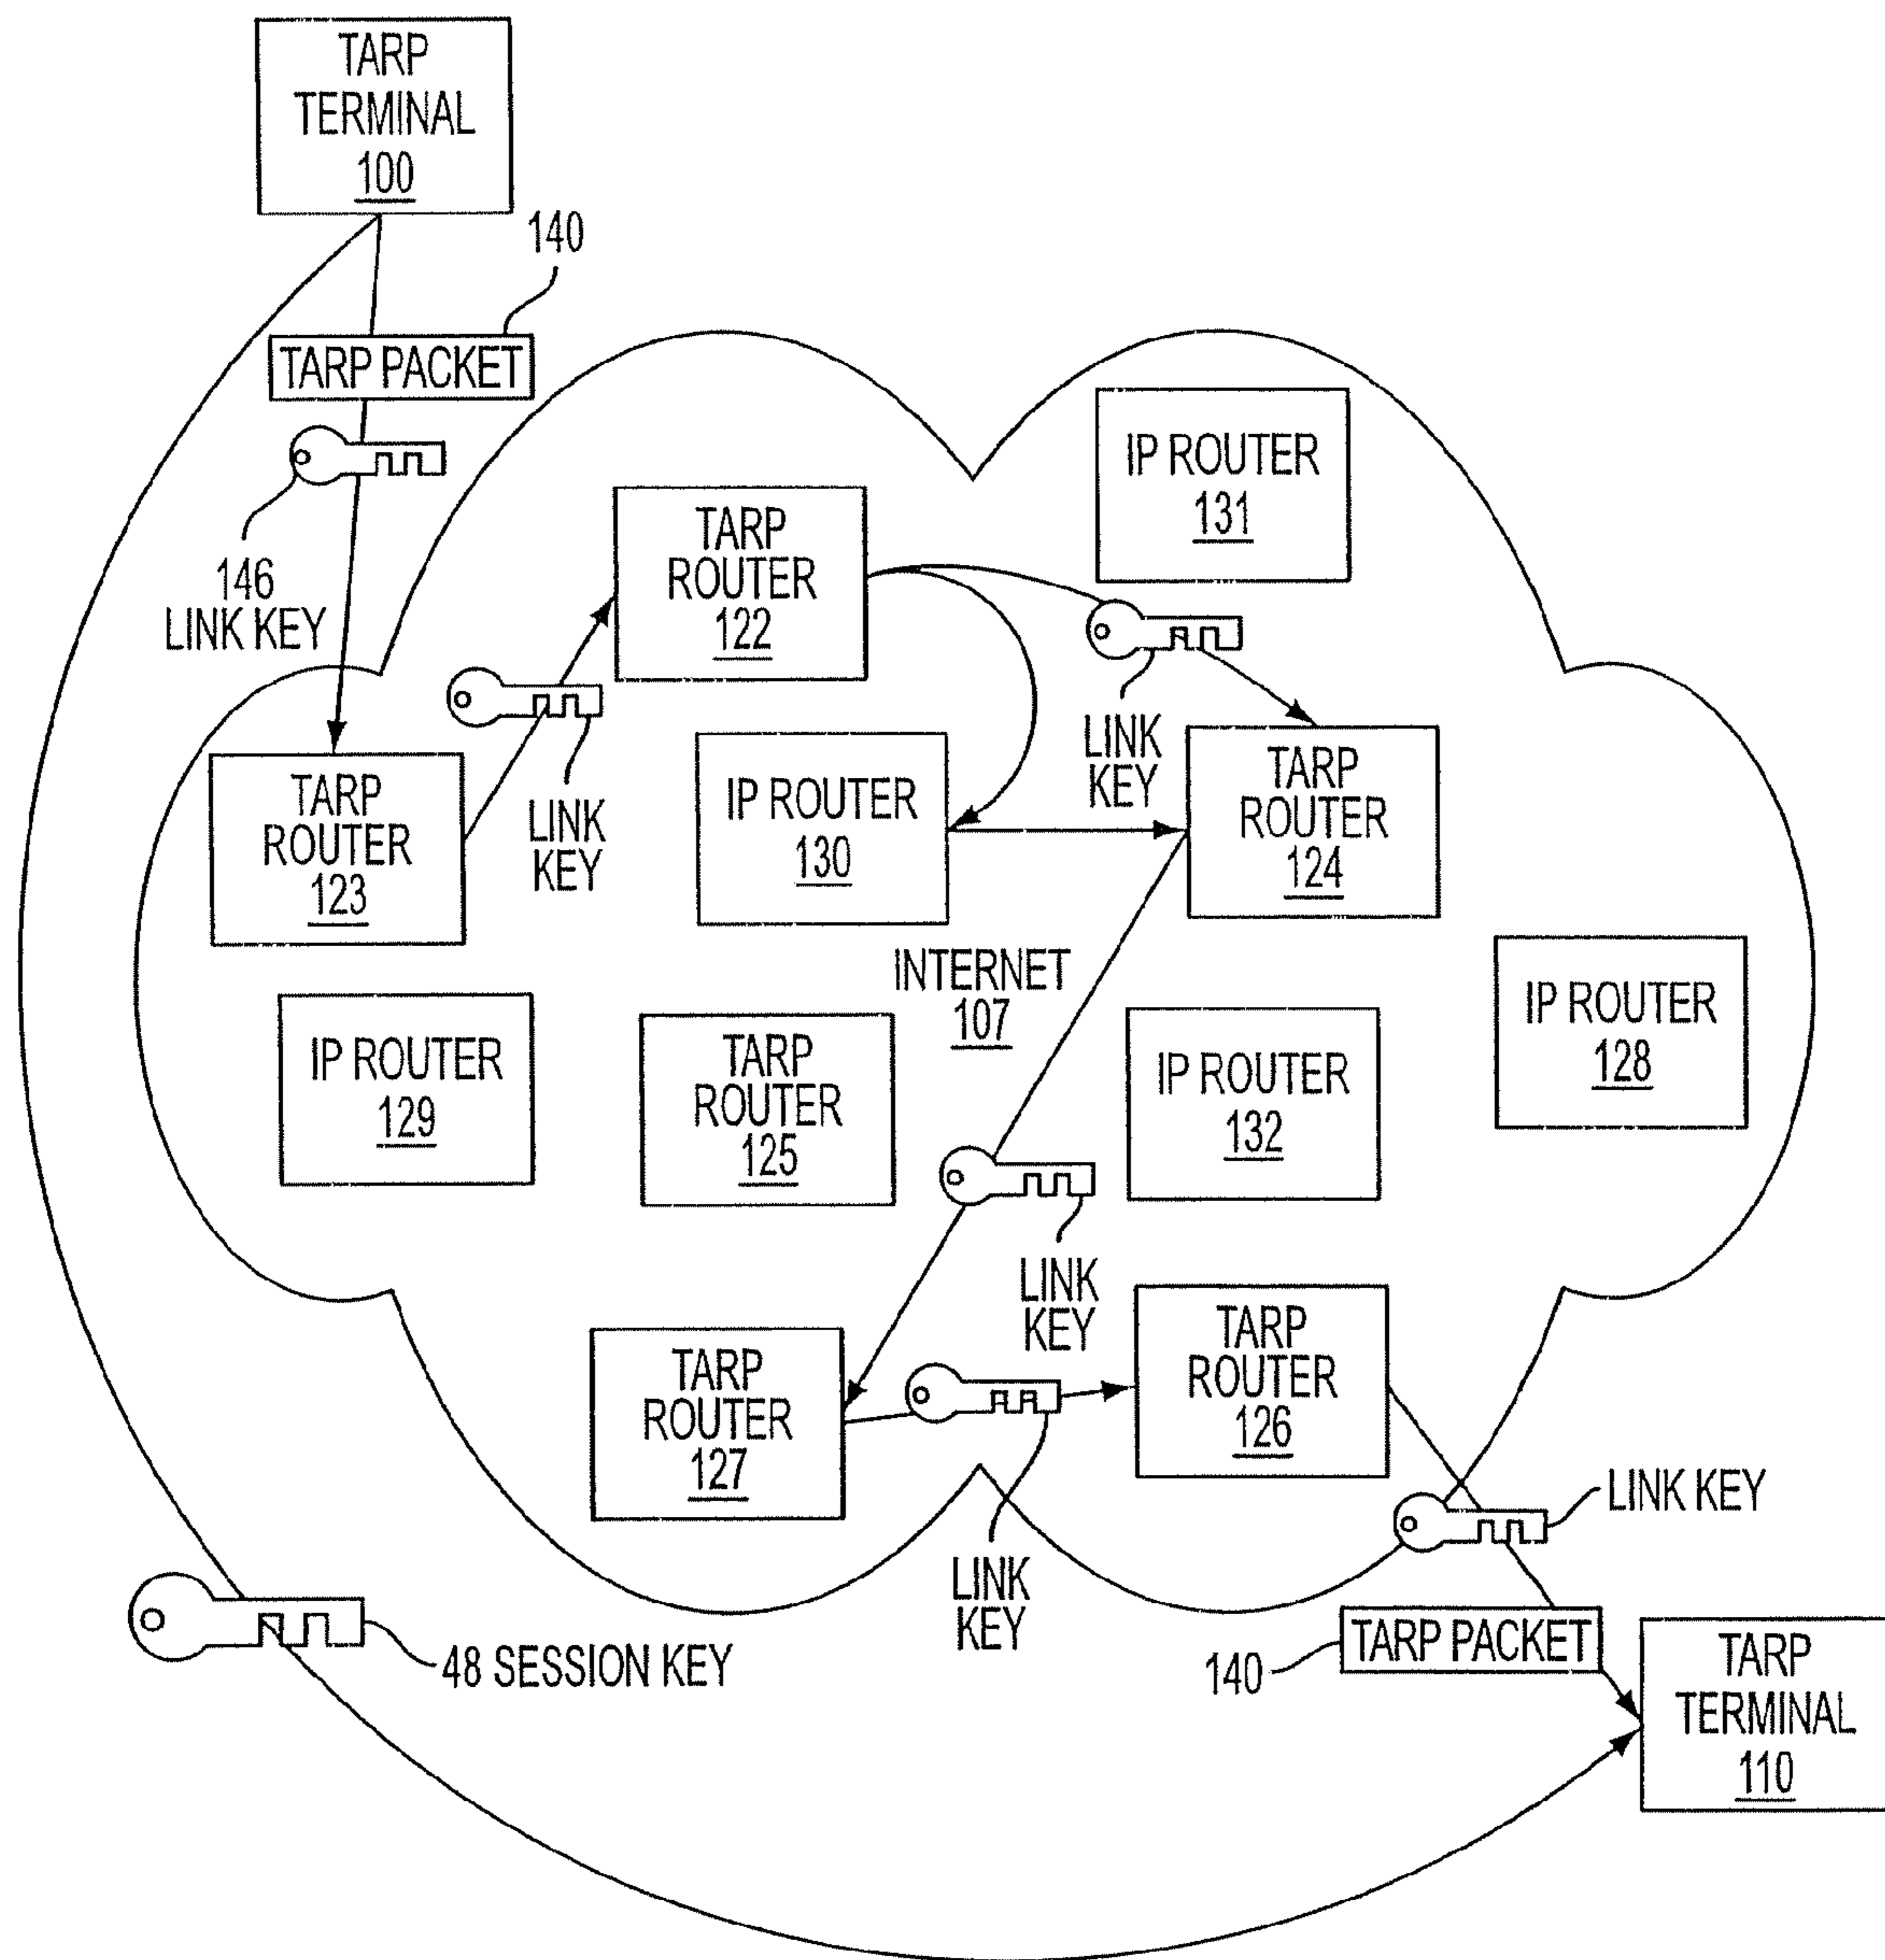 TARP
TERMINAL
100
140
TARP PACKET
146
LINK KEY
IP ROUTER
131
TARP
ROUTER
122
LINK
KEY
LINK
KEY
TARP
ROUTER
123
IP ROUTER
130
TARP
ROUTER
124
INTERNET
107
IP ROUTER
129
TARP
ROUTER
125
IP ROUTER
132
IP ROUTER
128
LINK
KEY
TARP
ROUTER
127
TARP
ROUTER
126
LINK
KEY
LINK KEY
48 SESSION KEY
140
TARP PACKET
TARP
TERMINAL
110